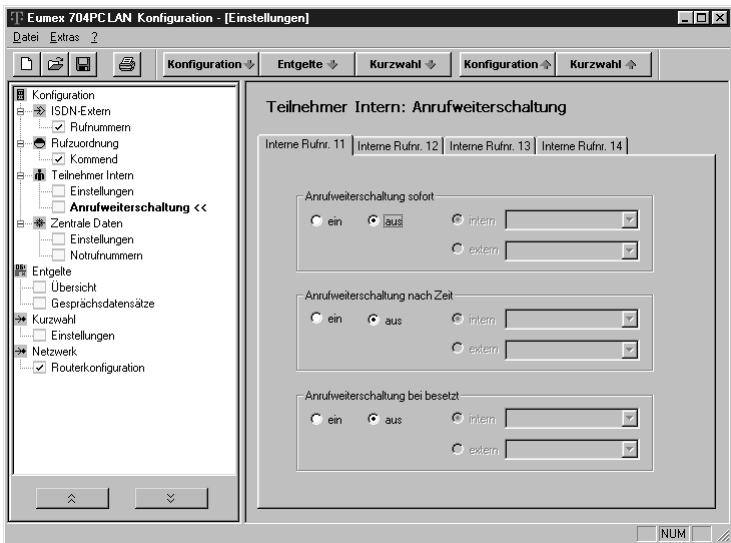 Eumex 704PC LAN Konfiguration - [Einstellungen]
Datei Extras ?
Konfiguration Entgelte Kurzwahl Konfiguration Kurzwahl
Konfiguration
ISDN-Extern
Rufnummern
Rufzuordnung
Kommend
Teilnehmer Intern
Einstellungen
Anrufweiterschaltung <<
Zentrale Daten
Einstellungen
Notrufnummern
Entgelte
Übersicht
Gesprächsdatensätze
Kurzwahl
Einstellungen
Netzwerk
Routerkonfiguration
Teilnehmer Intern: Anrufweiterschaltung
Interne Rufnr. 11 Interne Rufnr. 12 Interne Rufnr. 13 Interne Rufnr. 14
Anrufweiterschaltung sofort
ein aus intern
extern
Anrufweiterschaltung nach Zeit
ein aus intern
extern
Anrufweiterschaltung bei besetzt
ein aus intern
extern
NUM